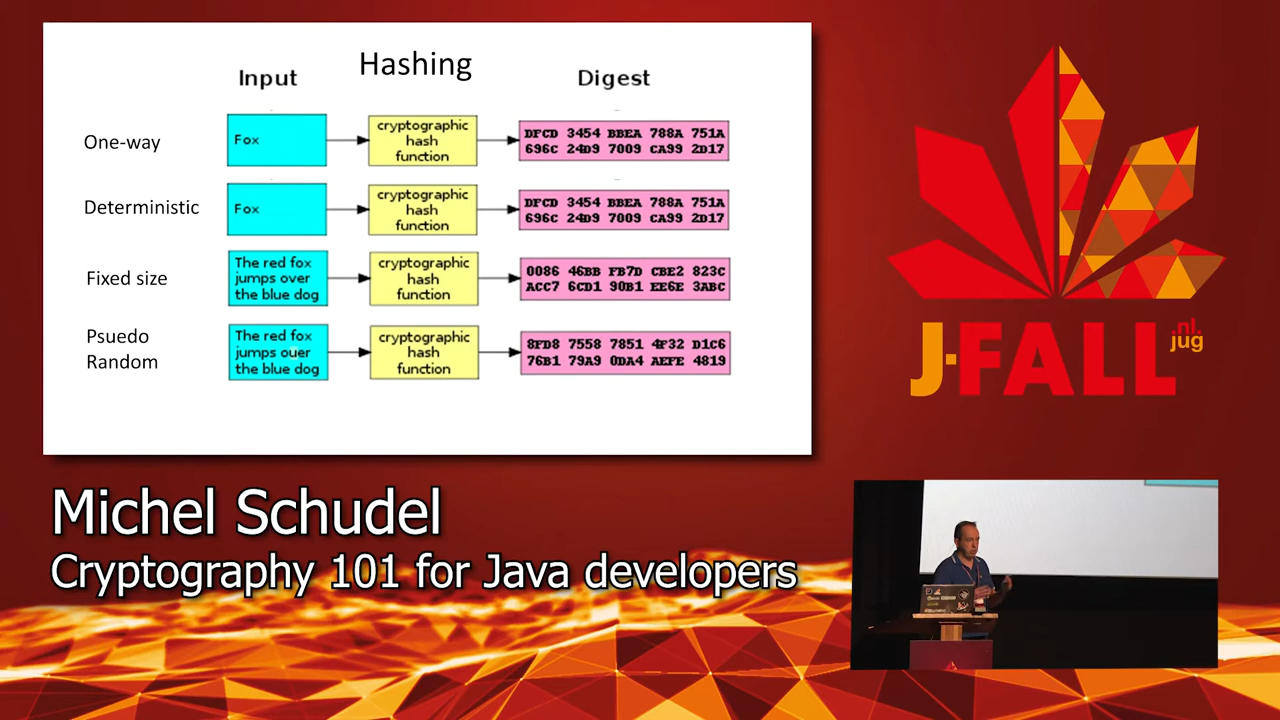 Hashing
Input
Digest
One-way
Fox
cryptographic
hash
function
DFCD 3454 BBEA 788A 751A
696C 24D9 7009 CA99 2D17
Deterministic
Fox
cryptographic
hash
function
DFCD 3454 BBEA 788A 751A
696C 24D9 7009 CA99 2D17
Fixed size
The red fox
jumps over
the blue dog
cryptographic
hash
function
0086 46BB FB7D CBE2 823C
ACC7 6CD1 90B1 EE6E 3ABC
Psuedo
Random
The red fox
jumps ouer
the blue dog
cryptographic
hash
function
8FD8 7558 7851 4F32 D1C6
76B1 79A9 0DA4 AEFE 4819
J-FALL
nl.
jug
Michel Schudel
Cryptography 101 for Java developers